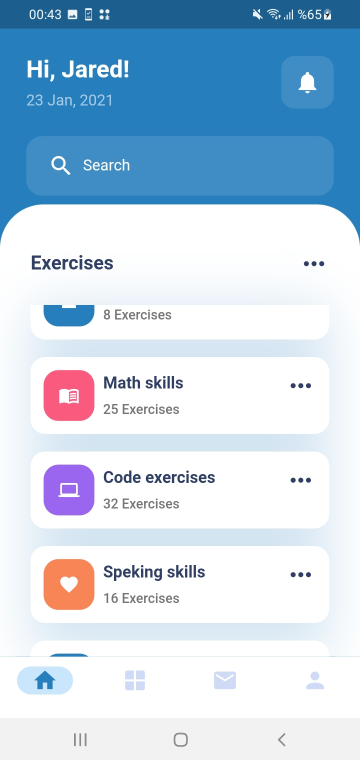 00:43 %65
Hi, Jared!
23 Jan, 2021
Search
Exercises
8 Exercises
Math skills
25 Exercises
Code exercises
32 Exercises
Speking skills
16 Exercises